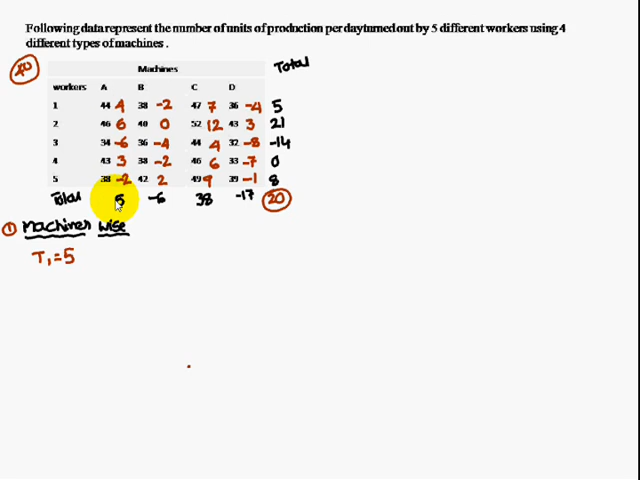 Following data represent the number of units of production per dayturned out by 5 different workers using 4
different types of machines .
40 Machines Total
workers A B C D
1 44 4 38 -2 47 7 36 -4 5
2 46 6 40 0 52 12 43 3 21
3 34 -6 36 -4 44 4 32 -8 -14
4 43 3 38 -2 46 6 33 -7 0
5 38 -2 42 2 49 9 39 -1 8
Total 5 -6 38 -17 20
① Machines wise
T₁ = 5